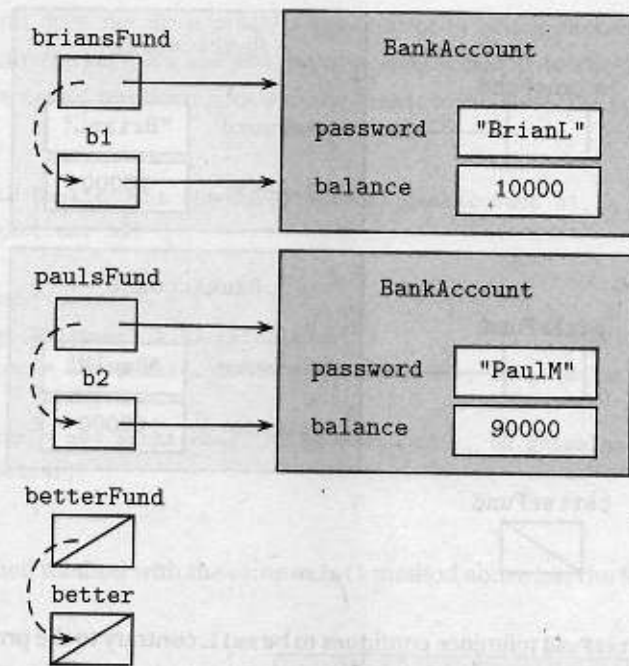 briansFund
BankAccount
password "BrianL"
b1
balance 10000
paulsFund
BankAccount
password "PaulM"
b2
balance 90000
betterFund
better